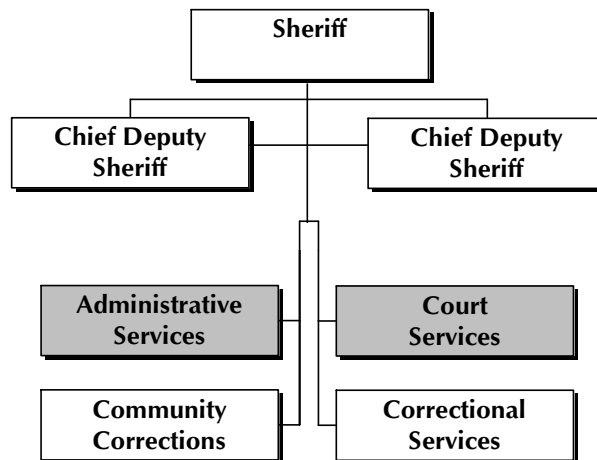 Sheriff
Chief Deputy
Sheriff
Chief Deputy
Sheriff
Administrative
Services
Court
Services
Community
Corrections
Correctional
Services